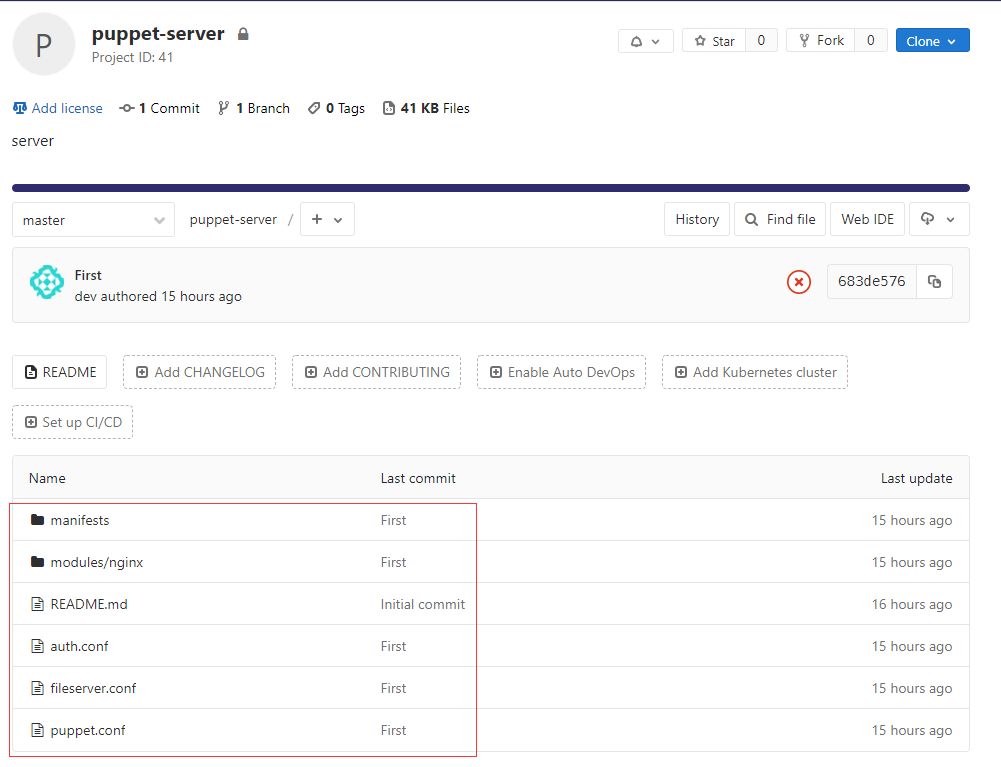 P
puppet-server
Project ID: 41
Star 0
Fork 0
Clone
Add license 1 Commit 1 Branch 0 Tags 41 KB Files
server
master puppet-server / + History Find file Web IDE
First
dev authored 15 hours ago
683de576
README Add CHANGELOG Add CONTRIBUTING Enable Auto DevOps Add Kubernetes cluster
Set up CI/CD
Name Last commit Last update
manifests First 15 hours ago
modules/nginx First 15 hours ago
README.md Initial commit 16 hours ago
auth.conf First 15 hours ago
fileserver.conf First 15 hours ago
puppet.conf First 15 hours ago